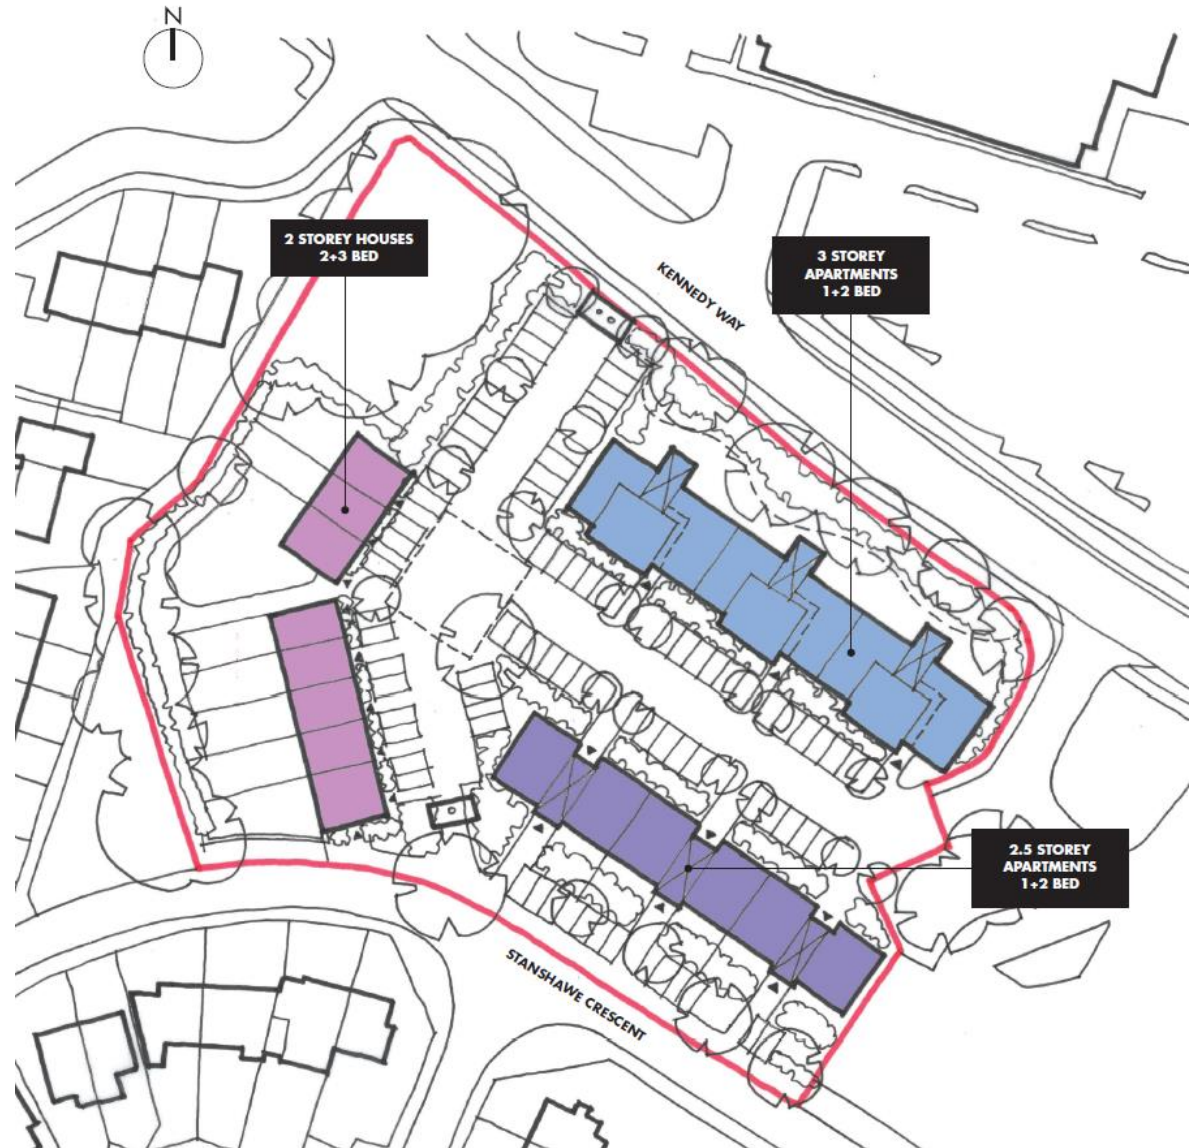 N
2 STOREY HOUSES
2+3 BED
3 STOREY
APARTMENTS
1+2 BED
KENNEDY WAY
2.5 STOREY
APARTMENTS
1+2 BED
STANSHAWE CRESCENT